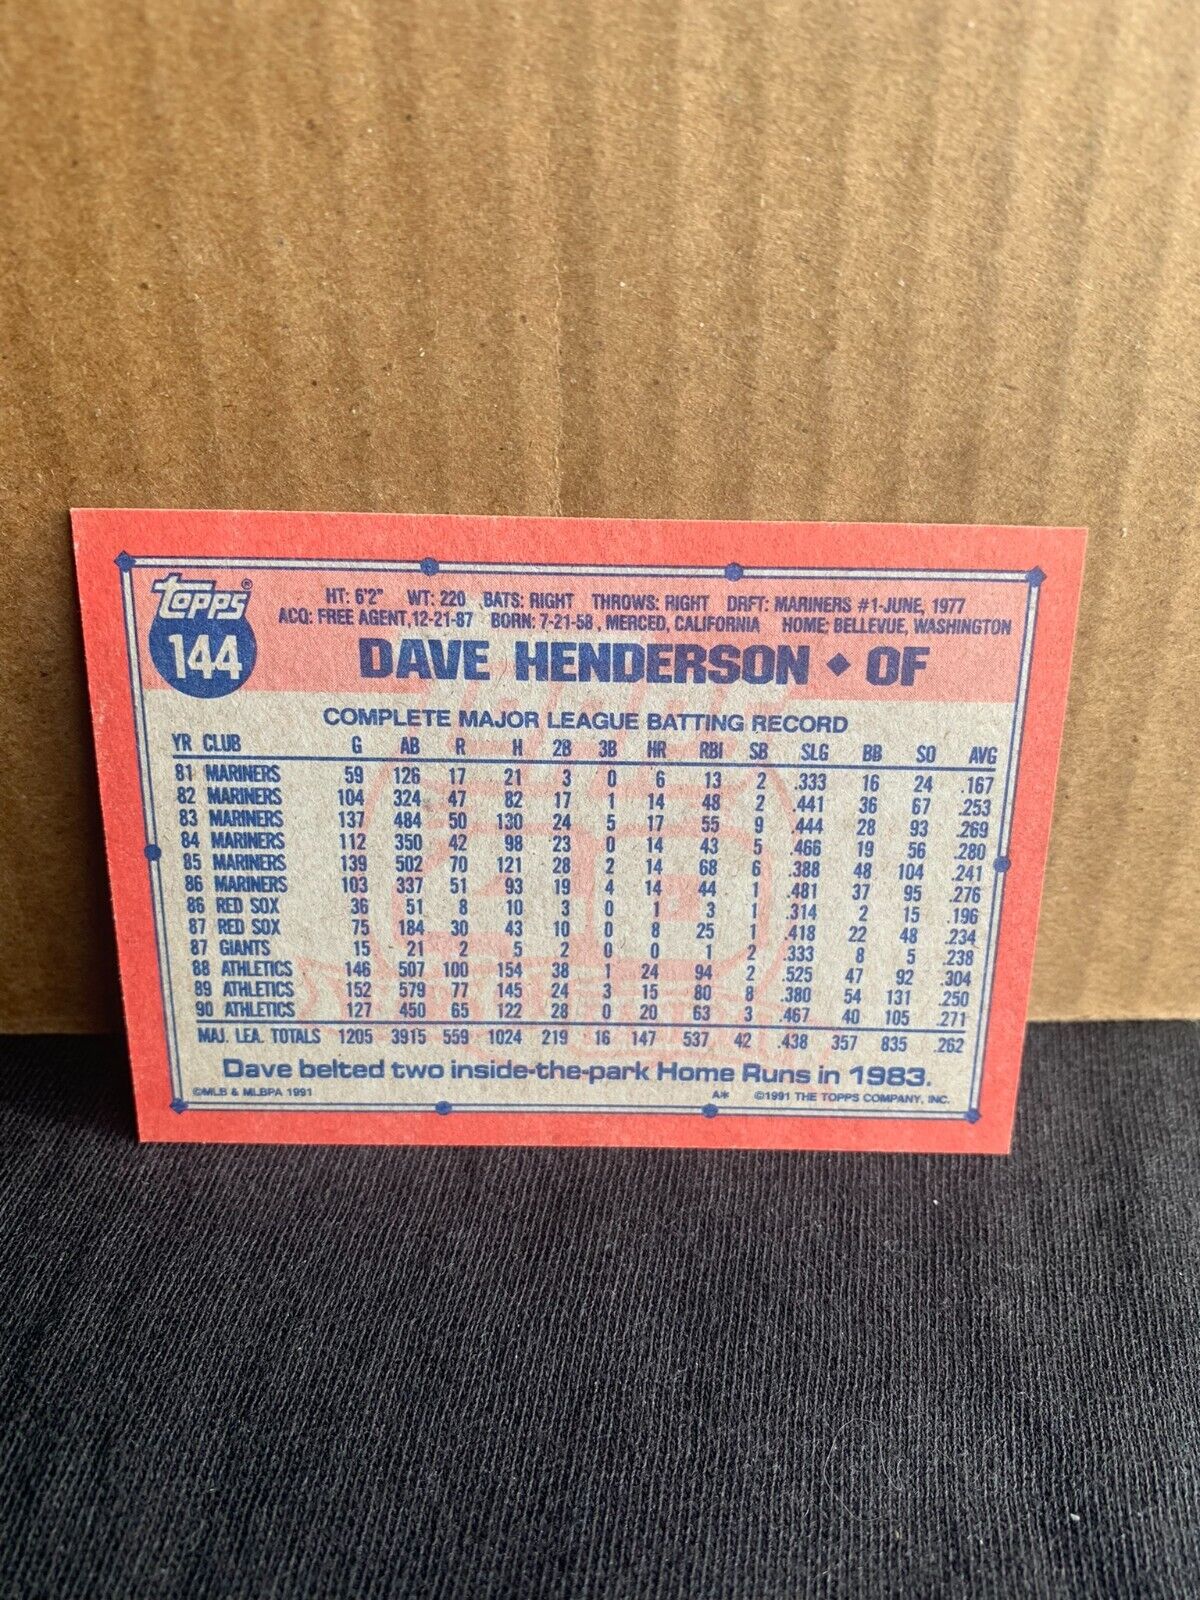 topps®
144
HT: 6'2" WT: 220 BATS: RIGHT THROWS: RIGHT DRFT: MARINERS #1-JUNE, 1977
ACQ: FREE AGENT,12-21-87 BORN: 7-21-58 , MERCED, CALIFORNIA HOME: BELLEVUE, WASHINGTON
DAVE HENDERSON ◆ OF
COMPLETE MAJOR LEAGUE BATTING RECORD
YR CLUB G AB R H 2B 3B HR RBI SB SLG BB SO AVG
81 MARINERS 59 126 17 21 3 0 6 13 2 .333 16 24 .167
82 MARINERS 104 324 47 82 17 1 14 48 2 .441 36 67 .253
83 MARINERS 137 484 50 130 24 5 17 55 9 .444 28 93 .269
84 MARINERS 112 350 42 98 23 0 14 43 5 .466 19 56 .280
85 MARINERS 139 502 70 121 28 2 14 68 6 .388 48 104 .241
86 MARINERS 103 337 51 93 19 4 14 44 1 .481 37 95 .276
86 RED SOX 36 51 8 10 3 0 1 3 1 .314 2 15 .196
87 RED SOX 75 184 30 43 10 0 8 25 1 .418 22 48 .234
87 GIANTS 15 21 2 5 2 0 0 1 2 .333 8 5 .238
88 ATHLETICS 146 507 100 154 38 1 24 94 2 .525 47 92 .304
89 ATHLETICS 152 579 77 145 24 3 15 80 8 .380 54 131 .250
90 ATHLETICS 127 450 65 122 28 0 20 63 3 .467 40 105 .271
MAJ. LEA. TOTALS 1205 3915 559 1024 219 16 147 537 42 .438 357 835 .262
Dave belted two inside-the-park Home Runs in 1983.
©MLB & MLBPA 1991 A* ©1991 THE TOPPS COMPANY, INC.